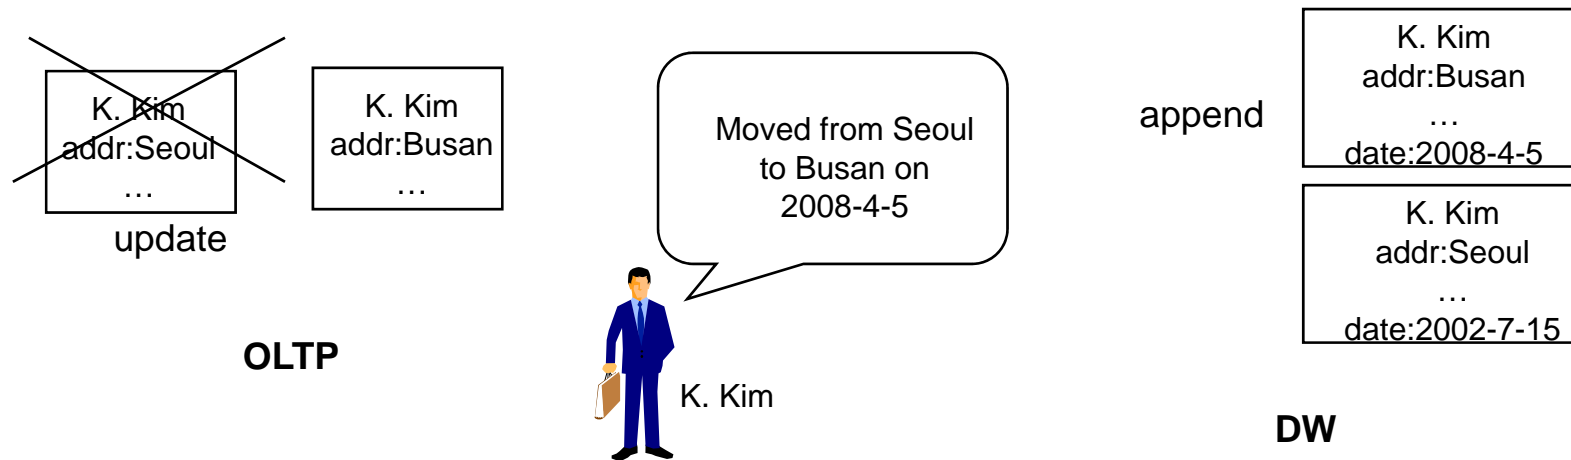 K. Kim
addr:Seoul
…
update
K. Kim
addr:Busan
…
OLTP
Moved from Seoul
to Busan on
2008-4-5
K. Kim
append
K. Kim
addr:Busan
…
date:2008-4-5
K. Kim
addr:Seoul
…
date:2002-7-15
DW